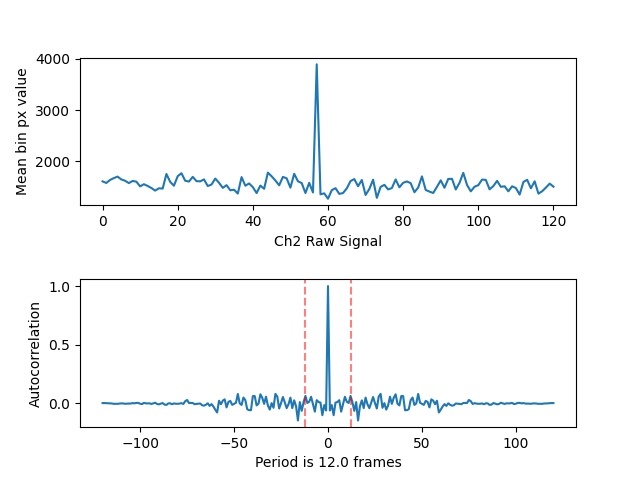 4000
3000
2000
Mean bin px value
0 20 40 60 80 100 120
Ch2 Raw Signal
1.0
0.5
0.0
Autocorrelation
−100 −50 0 50 100
Period is 12.0 frames